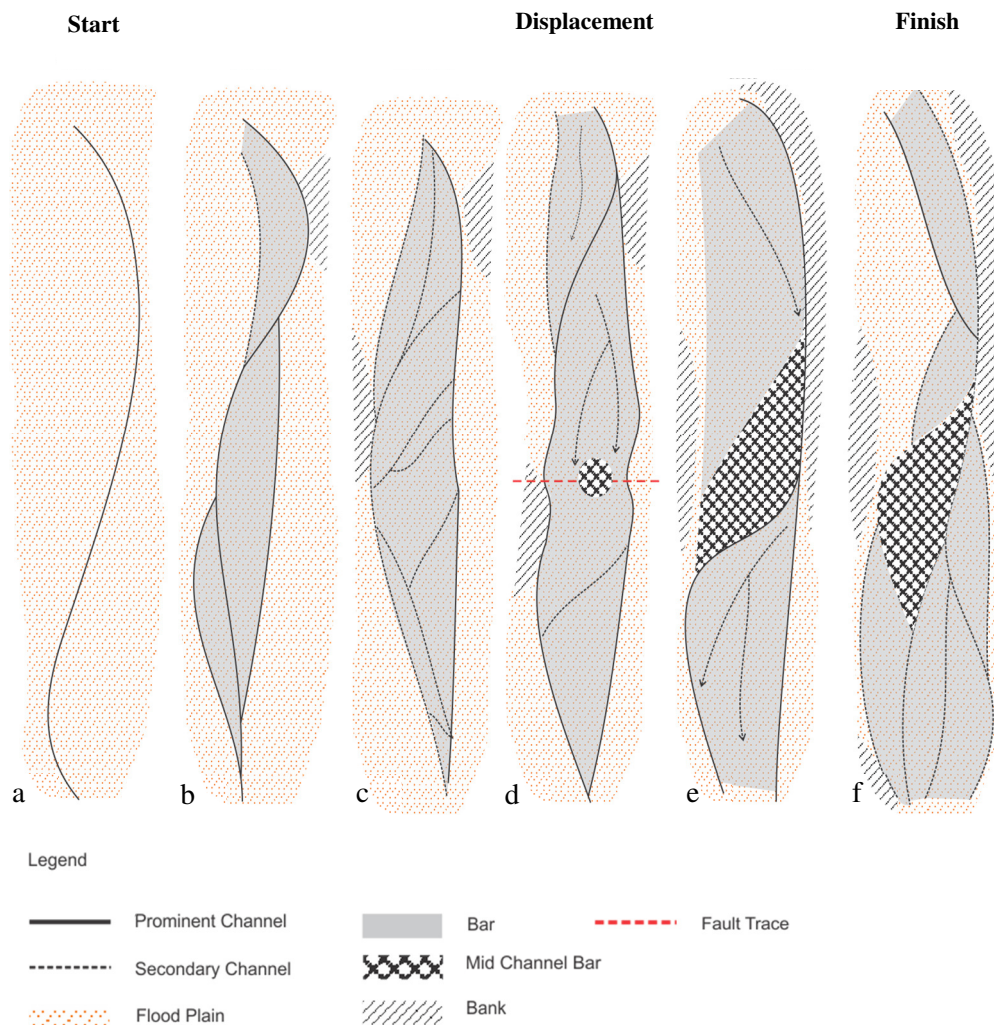 Start Displacement Finish
a b c d e f
Legend
Prominent Channel Bar Fault Trace
Secondary Channel Mid Channel Bar
Flood Plain Bank